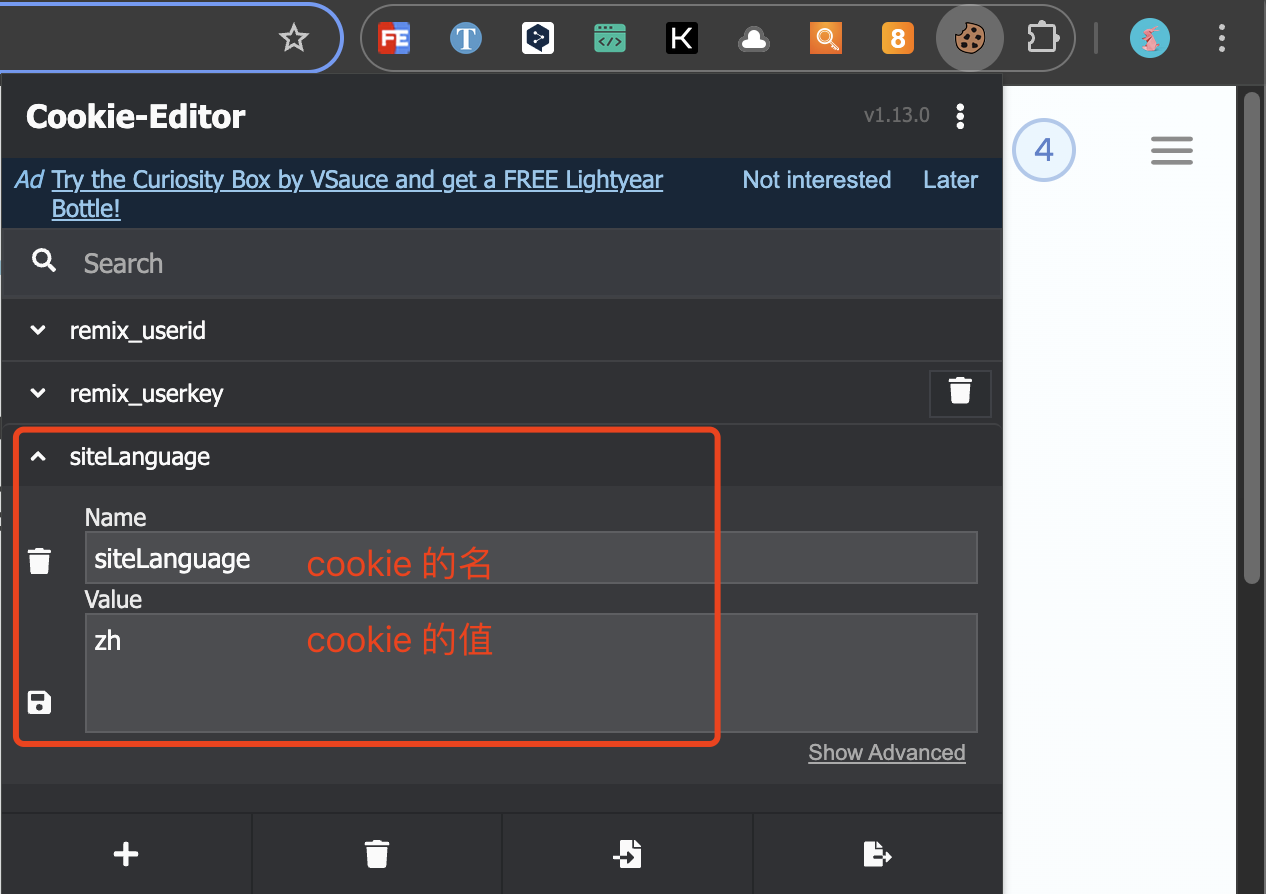 FE
T
</>
K
8
Cookie-Editor
v1.13.0
4
Ad Try the Curiosity Box by VSauce and get a FREE Lightyear
Bottle!
Not interested
Later
Search
remix_userid
remix_userkey
siteLanguage
Name
siteLanguage cookie 的名
Value
zh cookie 的值
Show Advanced